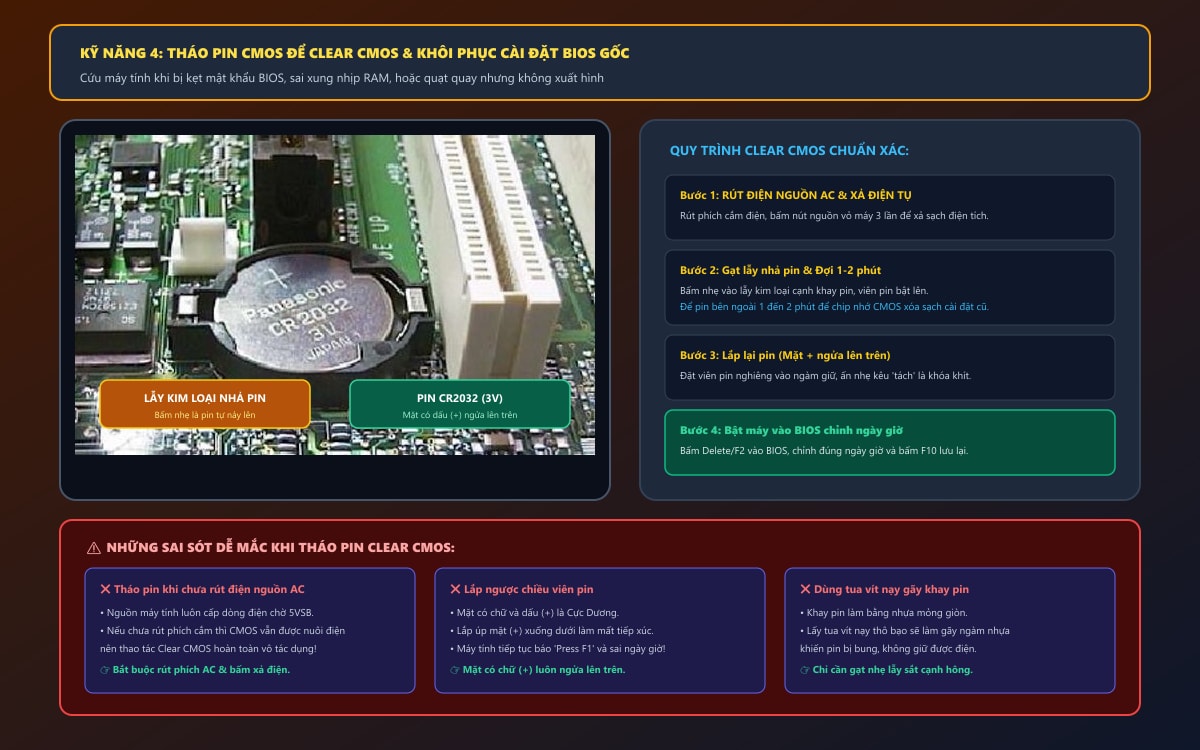 KỸ NĂNG 4: THÁO PIN CMOS ĐỂ CLEAR CMOS & KHÔI PHỤC CÀI ĐẶT BIOS GỐC
Cứu máy tính khi bị kẹt mật khẩu BIOS, sai xung nhịp RAM, hoặc quạt quay nhưng không xuất hình
Panasonic
CR2032
3V
JAPAN
LẪY KIM LOẠI NHẢ PIN
Bấm nhẹ là pin tự nảy lên
PIN CR2032 (3V)
Mặt có dấu (+) ngửa lên trên
QUY TRÌNH CLEAR CMOS CHUẨN XÁC:
Bước 1: RÚT ĐIỆN NGUỒN AC & XẢ ĐIỆN TỤ
Rút phích cắm điện, bấm nút nguồn vỏ máy 3 lần để xả sạch điện tích.
Bước 2: Gạt lẫy nhả pin & Đợi 1-2 phút
Bấm nhẹ vào lẫy kim loại cạnh khay pin, viên pin bật lên.
Để pin bên ngoài 1 đến 2 phút để chip nhớ CMOS xóa sạch cài đặt cũ.
Bước 3: Lắp lại pin (Mặt + ngửa lên trên)
Đặt viên pin nghiêng vào ngàm giữ, ấn nhẹ kêu 'tách' là khóa khít.
Bước 4: Bật máy vào BIOS chỉnh ngày giờ
Bấm Delete/F2 vào BIOS, chỉnh đúng ngày giờ và bấm F10 lưu lại.
⚠ NHỮNG SAI SÓT DỄ MẮC KHI THÁO PIN CLEAR CMOS:
❌ Tháo pin khi chưa rút điện nguồn AC
• Nguồn máy tính luôn cấp dòng điện chờ 5VSB.
• Nếu chưa rút phích cắm thì CMOS vẫn được nuôi điện
nên thao tác Clear CMOS hoàn toàn vô tác dụng!
👉 Bắt buộc rút phích AC & bấm xả điện.
❌ Lắp ngược chiều viên pin
• Mặt có chữ và dấu (+) là Cực Dương.
• Lắp úp mặt (+) xuống dưới làm mất tiếp xúc.
• Máy tính tiếp tục báo 'Press F1' và sai ngày giờ!
👉 Mặt có chữ (+) luôn ngửa lên trên.
❌ Dùng tua vít nạy gãy khay pin
• Khay pin làm bằng nhựa mỏng giòn.
• Lấy tua vít nạy thô bạo sẽ làm gãy ngàm nhựa
khiến pin bị bung, không giữ được điện.
👉 Chỉ cần gạt nhẹ lẫy sắt cạnh hông.